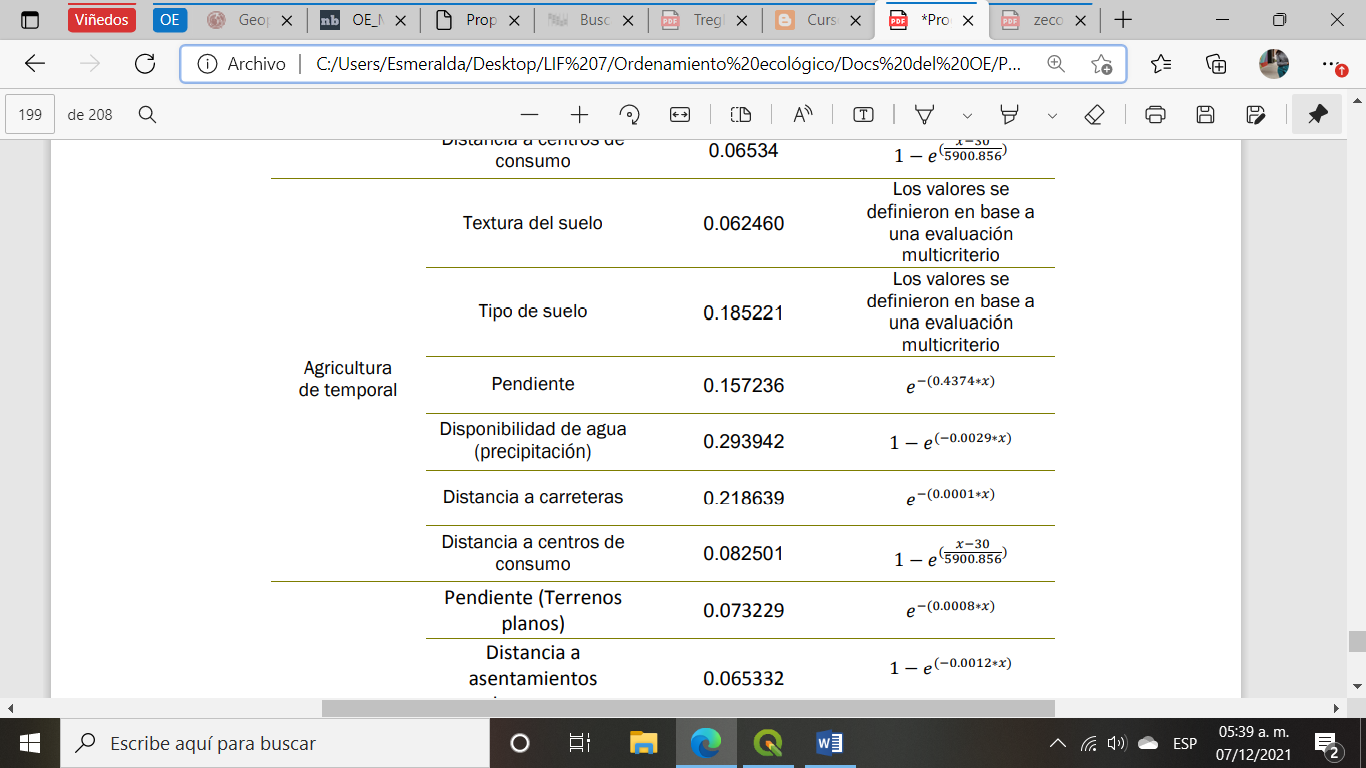 Viñedos
OE
Geop
OE_M
Prop
Busc
Treg
Curs
*Pro
zeco
Archivo
C:/Users/Esmeralda/Desktop/LIF%207/Ordenamiento%20ecológico/Docs%20del%20OE/P...
199
de 208
Distancia a centros de
consumo
0.06534
1 − e^(x−30/5900.856)
Textura del suelo
0.062460
Los valores se
definieron en base a
una evaluación
multicriterio
Tipo de suelo
0.185221
Los valores se
definieron en base a
una evaluación
multicriterio
Agricultura
de temporal
Pendiente
0.157236
e^−(0.4374*x)
Disponibilidad de agua
(precipitación)
0.293942
1 − e^(−0.0029*x)
Distancia a carreteras
0.218639
e^−(0.0001*x)
Distancia a centros de
consumo
0.082501
1 − e^(x−30/5900.856)
Pendiente (Terrenos
planos)
0.073229
e^−(0.0008*x)
Distancia a
asentamientos
0.065332
1 − e^(−0.0012*x)
Escribe aquí para buscar
ESP
05:39 a. m.
07/12/2021
2